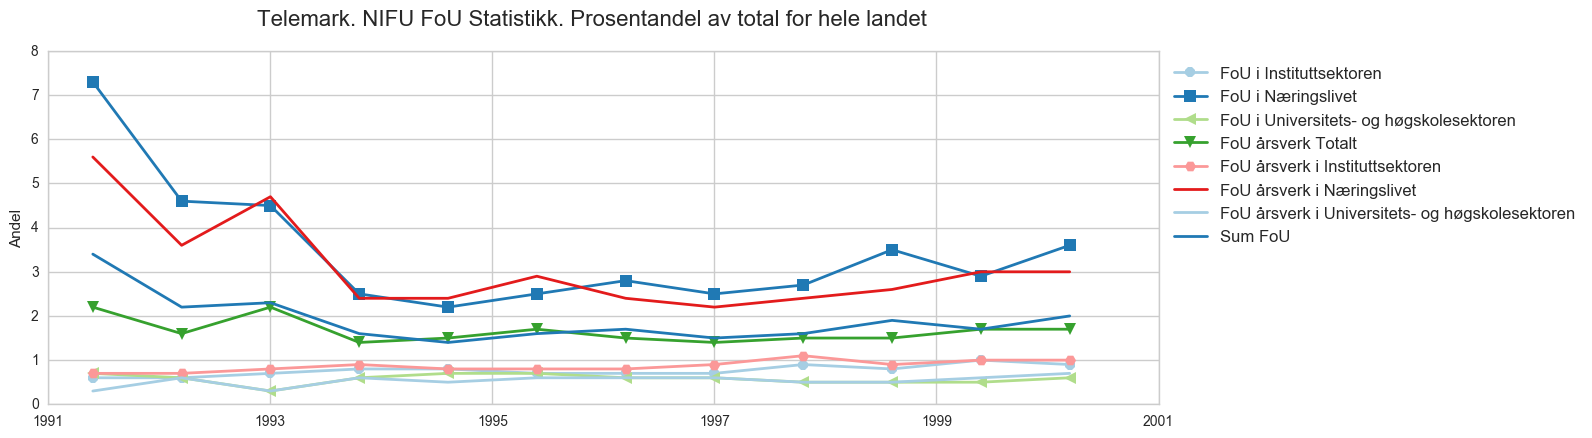 Telemark. NIFU FoU Statistikk. Prosentandel av total for hele landet
8
7
6
5
4
3
2
1
0
Andel
1991
1993
1995
1997
1999
2001
FoU i Instituttsektoren
FoU i Næringslivet
FoU i Universitets- og høgskolesektoren
FoU årsverk Totalt
FoU årsverk i Instituttsektoren
FoU årsverk i Næringslivet
FoU årsverk i Universitets- og høgskolesektoren
Sum FoU